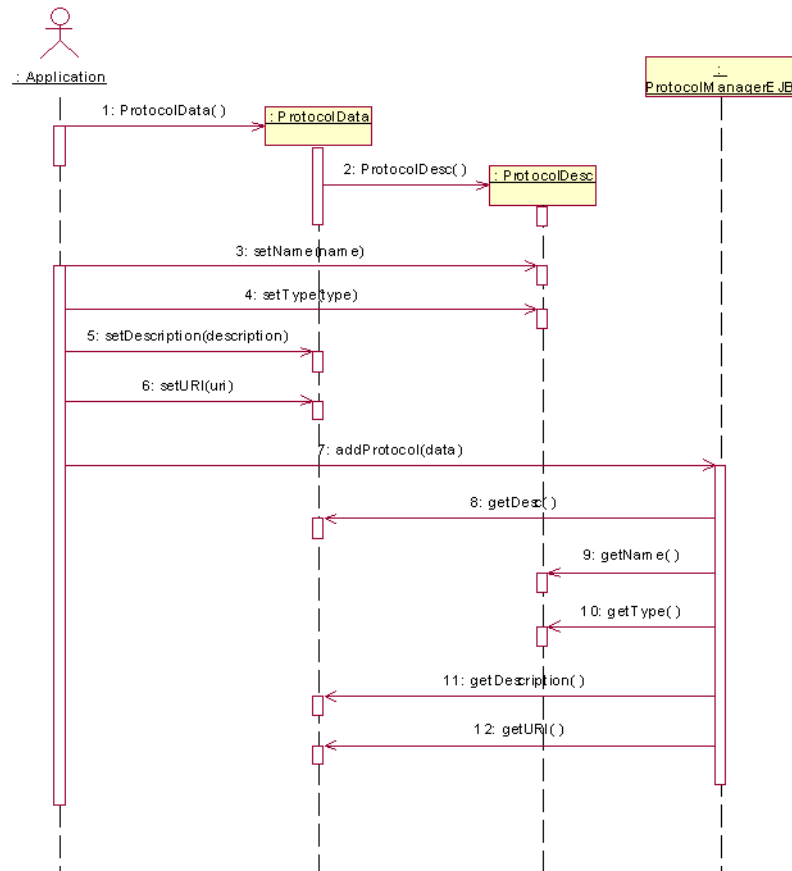 : Application
:
ProtocolManagerEJB
1: ProtocolData()
: ProtocolData
2: ProtocolDesc()
: ProtocolDesc
3: setName(name)
4: setType(type)
5: setDescription(description)
6: setURI(uri)
7: addProtocol(data)
8: getDesc()
9: getName()
10: getType()
11: getDescription()
12: getURI()